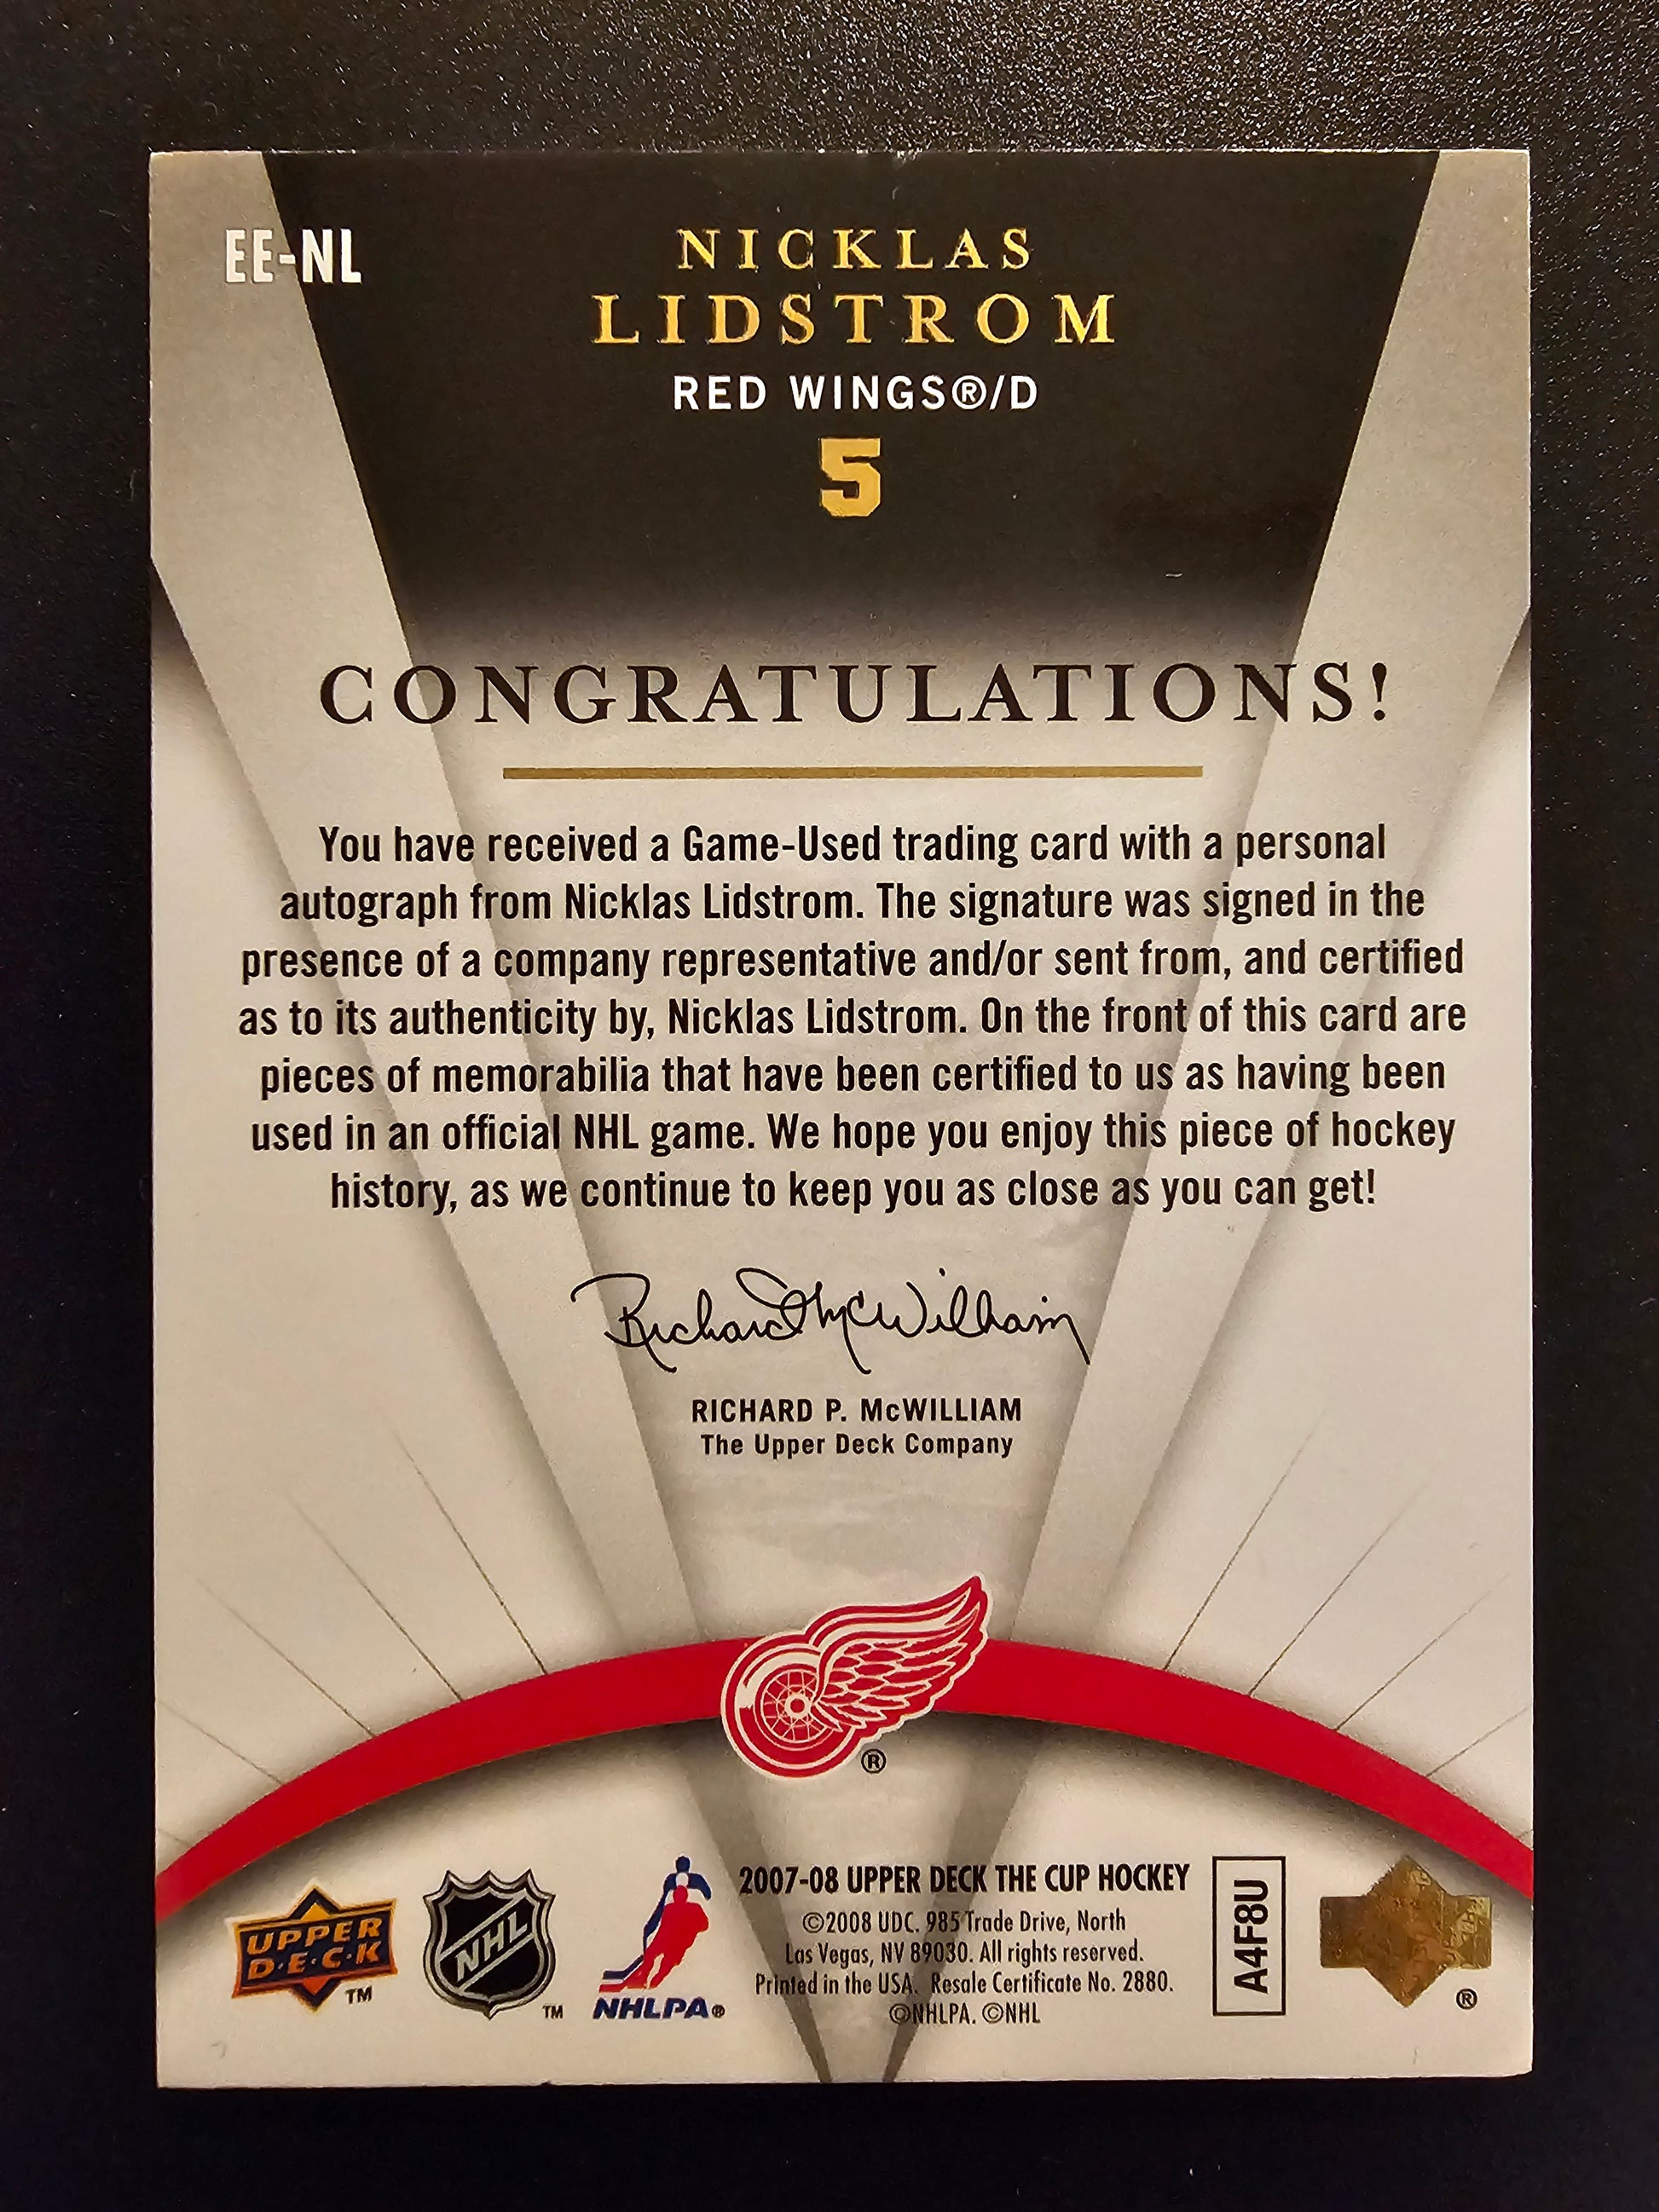 EE-NL
NICKLAS
LIDSTROM
RED WINGS®/D
5
CONGRATULATIONS!
You have received a Game-Used trading card with a personal
autograph from Nicklas Lidstrom. The signature was signed in the
presence of a company representative and/or sent from, and certified
as to its authenticity by, Nicklas Lidstrom. On the front of this card are
pieces of memorabilia that have been certified to us as having been
used in an official NHL game. We hope you enjoy this piece of hockey
history, as we continue to keep you as close as you can get!
Richard McWilliam
RICHARD P. McWILLIAM
The Upper Deck Company
®
UPPER
D·E·C·K
TM
NHL
TM
NHLPA®
2007-08 UPPER DECK THE CUP HOCKEY
©2008 UDC. 985 Trade Drive, North
Las Vegas, NV 89030. All rights reserved.
Printed in the USA. Resale Certificate No. 2880.
©NHLPA. ©NHL
A4F8U
®